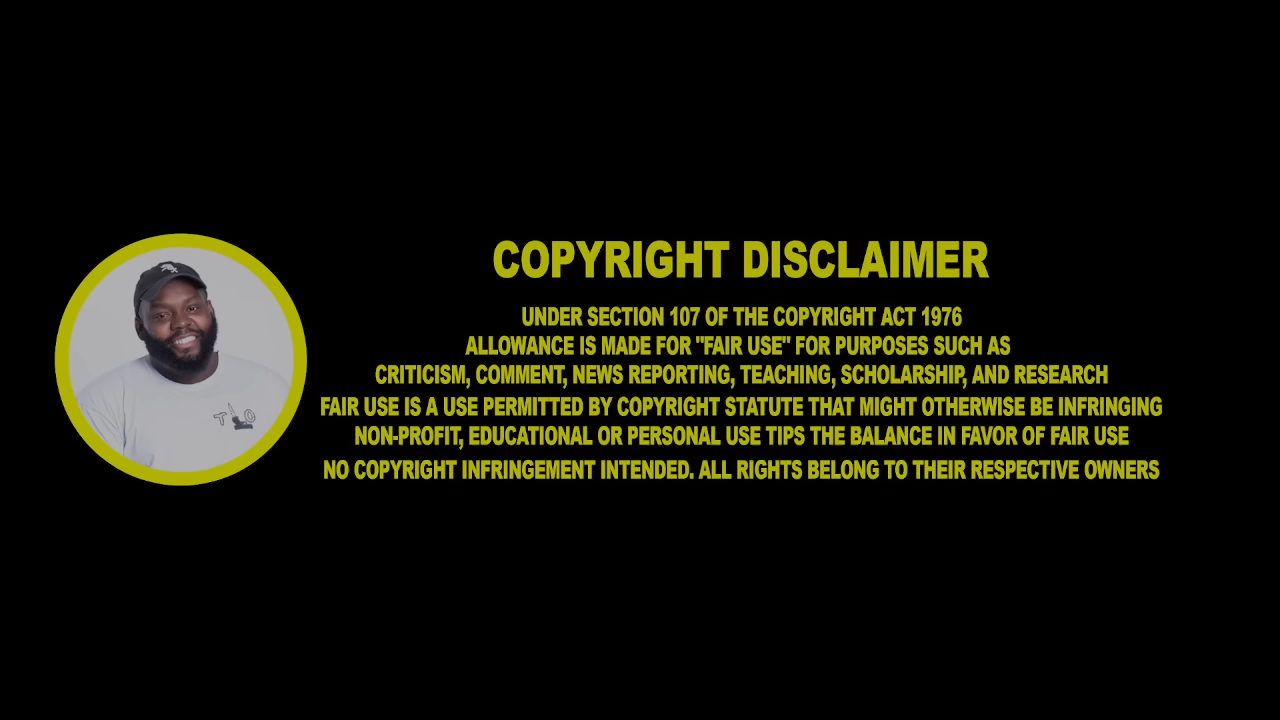 COPYRIGHT DISCLAIMER
UNDER SECTION 107 OF THE COPYRIGHT ACT 1976
ALLOWANCE IS MADE FOR "FAIR USE" FOR PURPOSES SUCH AS
CRITICISM, COMMENT, NEWS REPORTING, TEACHING, SCHOLARSHIP, AND RESEARCH
FAIR USE IS A USE PERMITTED BY COPYRIGHT STATUTE THAT MIGHT OTHERWISE BE INFRINGING
NON-PROFIT, EDUCATIONAL OR PERSONAL USE TIPS THE BALANCE IN FAVOR OF FAIR USE
NO COPYRIGHT INFRINGEMENT INTENDED. ALL RIGHTS BELONG TO THEIR RESPECTIVE OWNERS